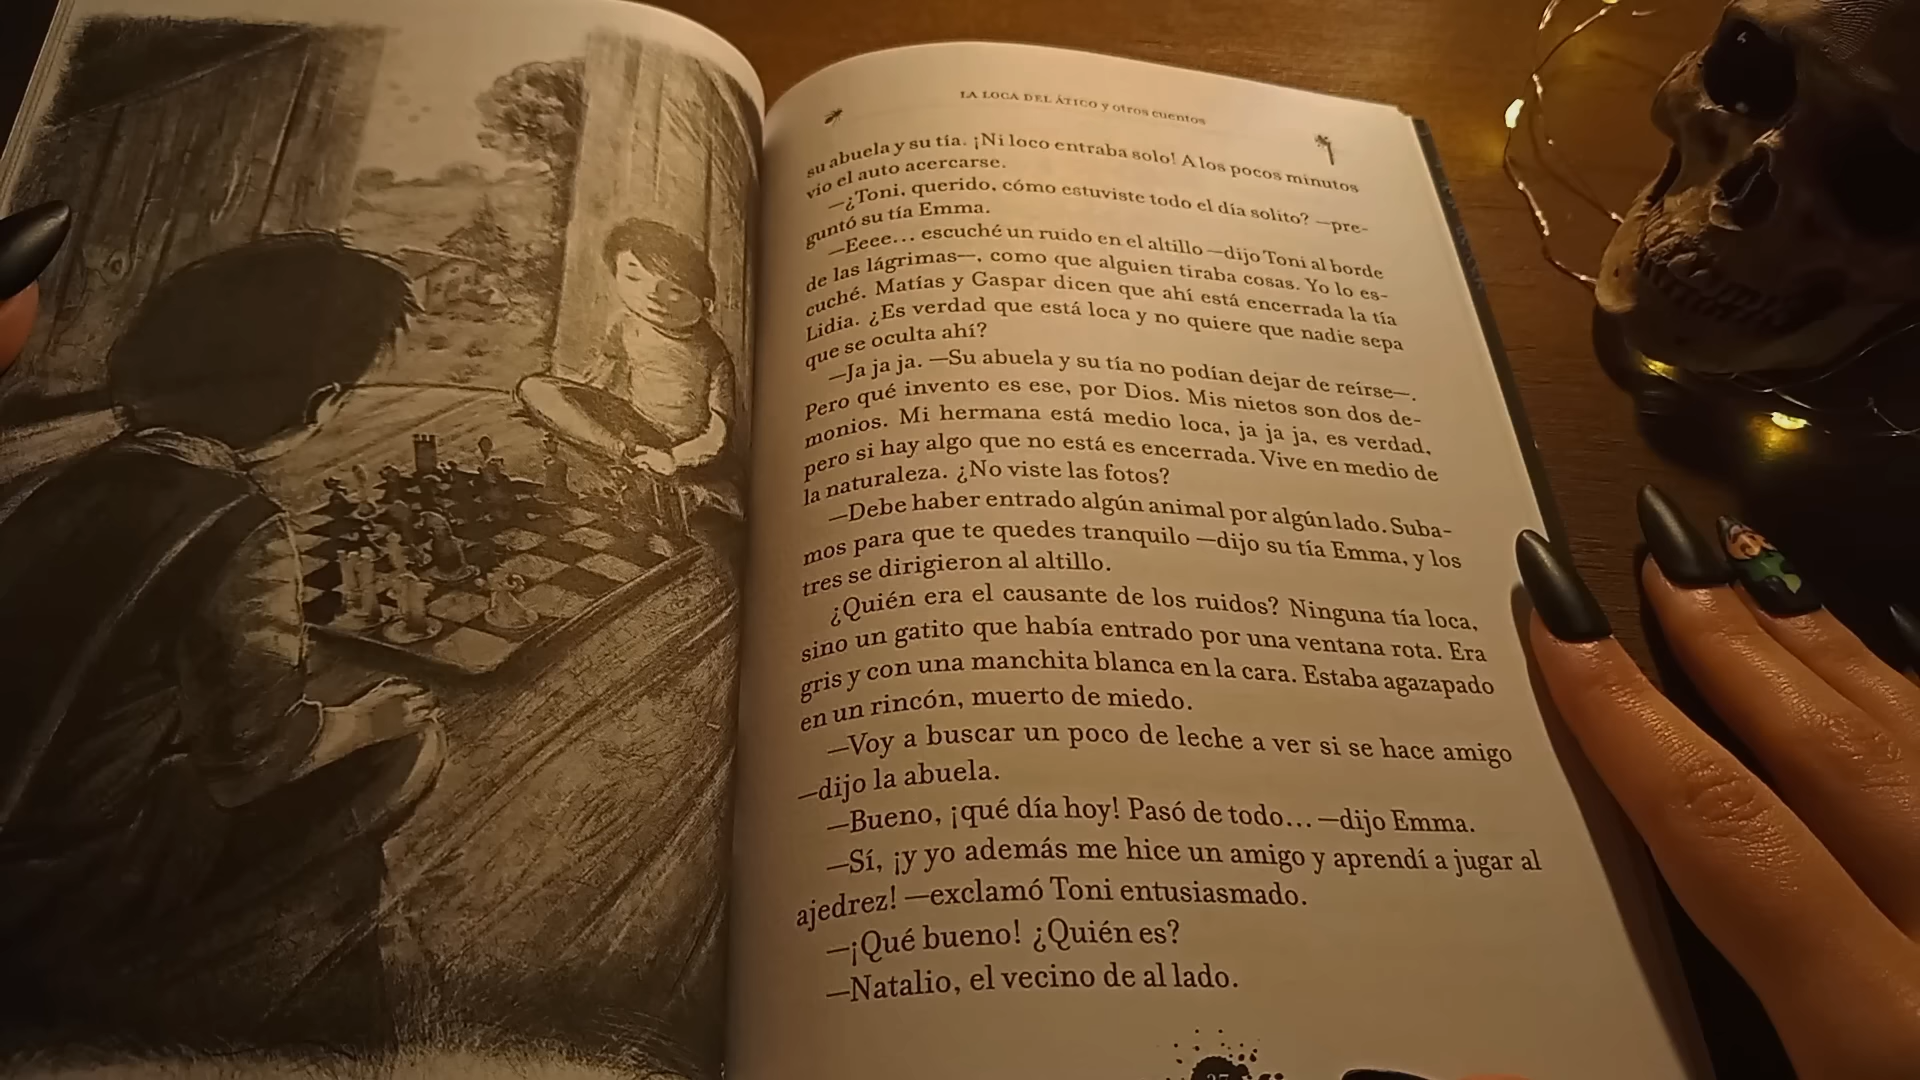 LA LOCA DEL ÁTICO y otros cuentos
su abuela y su tía. ¡Ni loco entraba solo! A los pocos minutos
vio el auto acercarse.
—¿Toni, querido, cómo estuviste todo el día solito? —pre-
guntó su tía Emma.
—Eeee... escuché un ruido en el altillo —dijo Toni al borde
de las lágrimas—, como que alguien tiraba cosas. Yo lo es-
cuché. Matías y Gaspar dicen que ahí está encerrada la tía
Lidia. ¿Es verdad que está loca y no quiere que nadie sepa
que se oculta ahí?
—Ja ja ja. —Su abuela y su tía no podían dejar de reírse—.
Pero qué invento es ese, por Dios. Mis nietos son dos de-
monios. Mi hermana está medio loca, ja ja ja, es verdad,
pero si hay algo que no está es encerrada. Vive en medio de
la naturaleza. ¿No viste las fotos?
—Debe haber entrado algún animal por algún lado. Suba-
mos para que te quedes tranquilo —dijo su tía Emma, y los
tres se dirigieron al altillo.
¿Quién era el causante de los ruidos? Ninguna tía loca,
sino un gatito que había entrado por una ventana rota. Era
gris y con una manchita blanca en la cara. Estaba agazapado
en un rincón, muerto de miedo.
—Voy a buscar un poco de leche a ver si se hace amigo
—dijo la abuela.
—Bueno, ¡qué día hoy! Pasó de todo... —dijo Emma.
—Sí, ¡y yo además me hice un amigo y aprendí a jugar al
ajedrez! —exclamó Toni entusiasmado.
—¡Qué bueno! ¿Quién es?
—Natalio, el vecino de al lado.